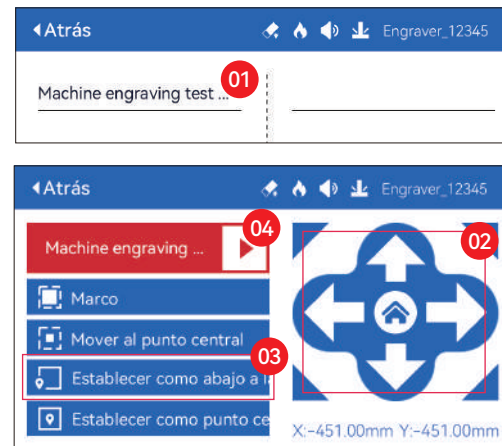 Atrás Engraver_12345
01
Machine engraving test ...
Atrás Engraver_12345
04
Machine engraving ...
02
Marco
Mover al punto central
03
Establecer como abajo a la
Establecer como punto ce
X:-451.00mm Y:-451.00mm